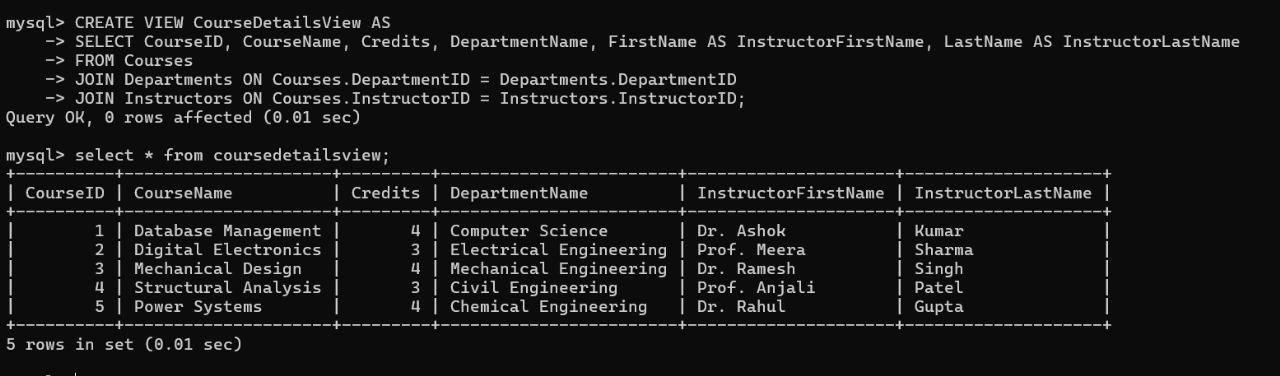 mysql> CREATE VIEW CourseDetailsView AS
    -> SELECT CourseID, CourseName, Credits, DepartmentName, FirstName AS InstructorFirstName, LastName AS InstructorLastName
    -> FROM Courses
    -> JOIN Departments ON Courses.DepartmentID = Departments.DepartmentID
    -> JOIN Instructors ON Courses.InstructorID = Instructors.InstructorID;
Query OK, 0 rows affected (0.01 sec)

mysql> select * from coursedetailsview;
+----------+---------------------+---------+------------------------+---------------------+--------------------+
| CourseID | CourseName          | Credits | DepartmentName         | InstructorFirstName | InstructorLastName |
+----------+---------------------+---------+------------------------+---------------------+--------------------+
|        1 | Database Management |       4 | Computer Science       | Dr. Ashok           | Kumar              |
|        2 | Digital Electronics |       3 | Electrical Engineering | Prof. Meera         | Sharma             |
|        3 | Mechanical Design   |       4 | Mechanical Engineering | Dr. Ramesh          | Singh              |
|        4 | Structural Analysis |       3 | Civil Engineering      | Prof. Anjali        | Patel              |
|        5 | Power Systems       |       4 | Chemical Engineering   | Dr. Rahul           | Gupta              |
+----------+---------------------+---------+------------------------+---------------------+--------------------+
5 rows in set (0.01 sec)